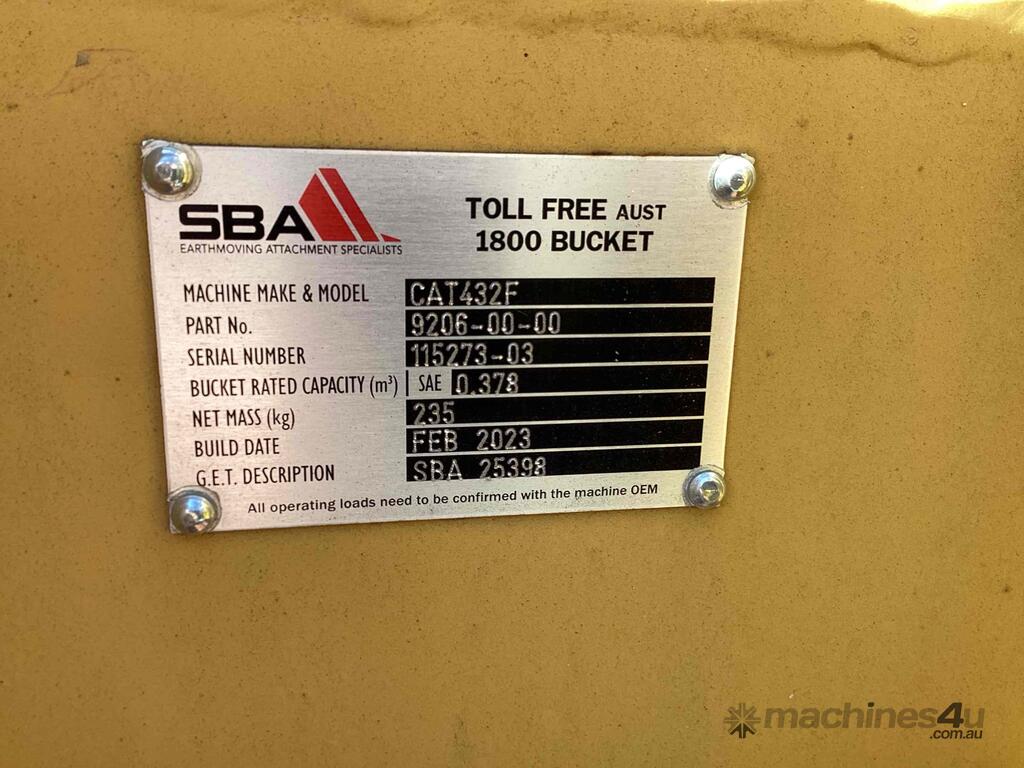 SBA
EARTHMOVING ATTACHMENT SPECIALISTS
TOLL FREE AUST
1800 BUCKET
MACHINE MAKE & MODEL CAT432F
PART No. 9206-00-00
SERIAL NUMBER 115273-03
BUCKET RATED CAPACITY (m³) SAE 0.378
NET MASS (kg) 235
BUILD DATE FEB 2023
G.E.T. DESCRIPTION SBA 25398
All operating loads need to be confirmed with the machine OEM
machines4u
.com.au